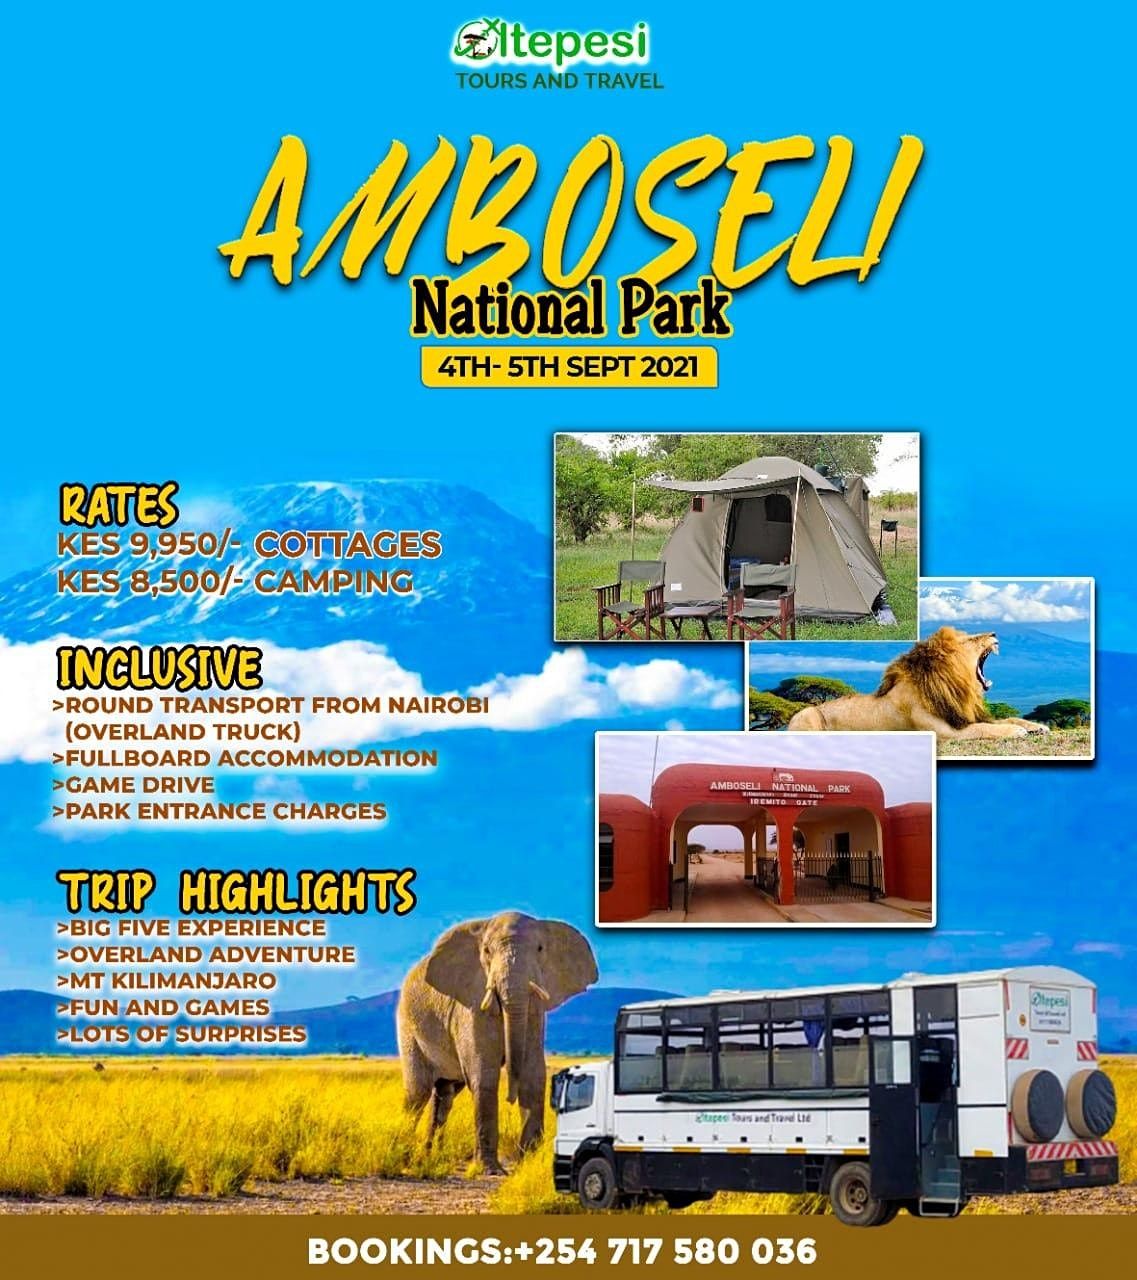 Oltepesi
TOURS AND TRAVEL
AMBOSELI
National Park
4TH- 5TH SEPT 2021
RATES
KES 9,950/- COTTAGES
KES 8,500/- CAMPING
INCLUSIVE
>ROUND TRANSPORT FROM NAIROBI
(OVERLAND TRUCK)
>FULLBOARD ACCOMMODATION
>GAME DRIVE
>PARK ENTRANCE CHARGES
AMBOSELI NATIONAL PARK
IREMITO GATE
TRIP HIGHLIGHTS
>BIG FIVE EXPERIENCE
>OVERLAND ADVENTURE
>MT KILIMANJARO
>FUN AND GAMES
>LOTS OF SURPRISES
Oltepesi
Oltepesi Tours and Travel Ltd
BOOKINGS:+254 717 580 036